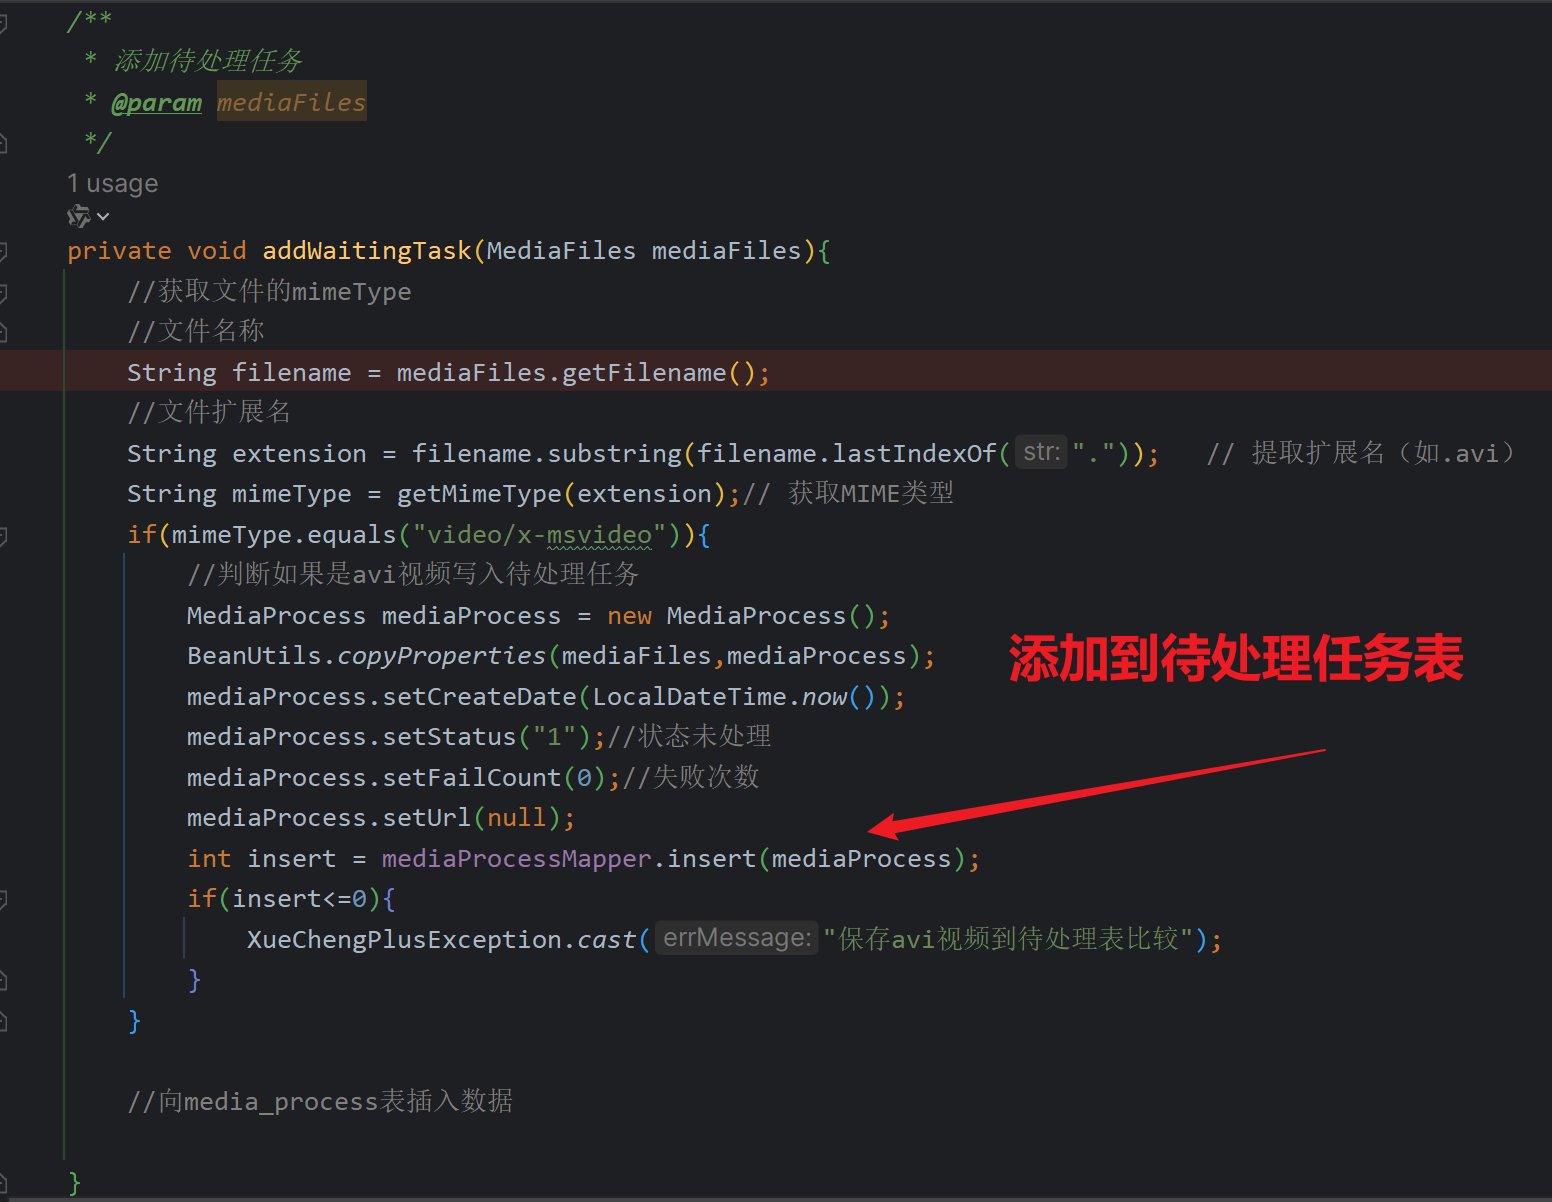 /**
 * 添加待处理任务
 * @param mediaFiles
 */
1 usage
private void addWaitingTask(MediaFiles mediaFiles){
//获取文件的mimeType
//文件名称
String filename = mediaFiles.getFilename();
//文件扩展名
String extension = filename.substring(filename.lastIndexOf( str: "."));   // 提取扩展名（如.avi）
String mimeType = getMimeType(extension);// 获取MIME类型
if(mimeType.equals("video/x-msvideo")){
//判断如果是avi视频写入待处理任务
MediaProcess mediaProcess = new MediaProcess();
BeanUtils.copyProperties(mediaFiles,mediaProcess);
添加到待处理任务表
mediaProcess.setCreateDate(LocalDateTime.now());
mediaProcess.setStatus("1");//状态未处理
mediaProcess.setFailCount(0);//失败次数
mediaProcess.setUrl(null);
int insert = mediaProcessMapper.insert(mediaProcess);
if(insert<=0){
XueChengPlusException.cast( errMessage: "保存avi视频到待处理表比较");
}
}
//向media_process表插入数据
}